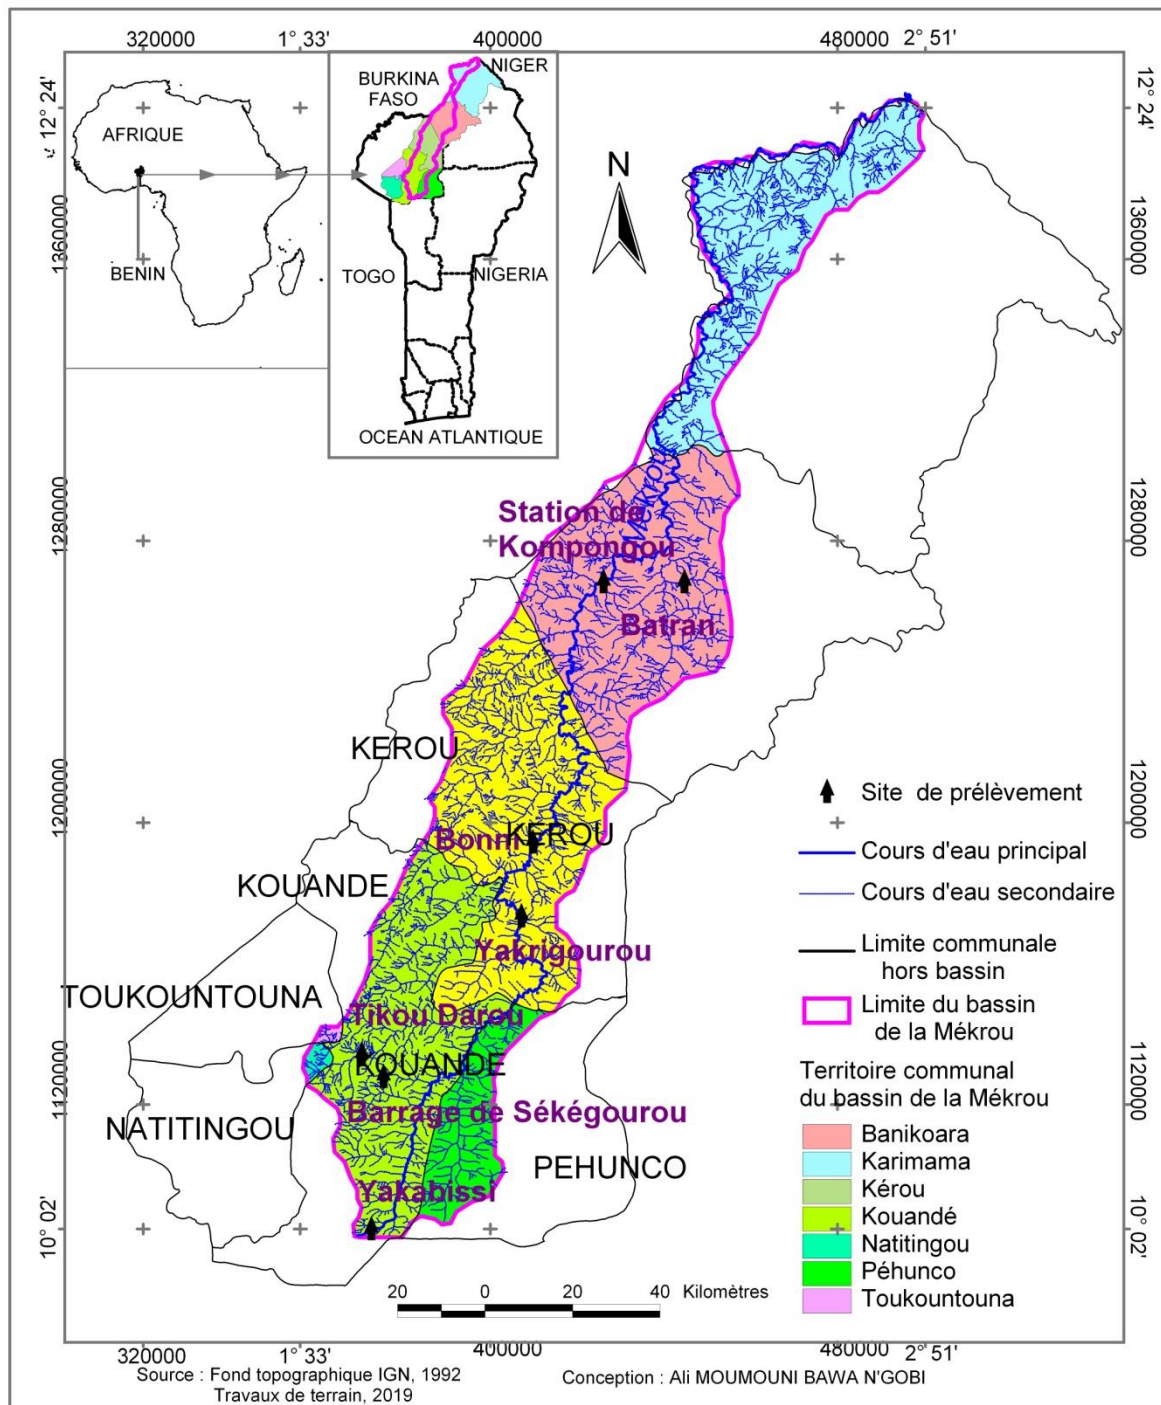 320000
1° 33'
400000
480000
2° 51'
12° 24'
12° 24'
NIGER
BURKINA
FASO
AFRIQUE
BENIN
TOGO
NIGERIA
OCEAN ATLANTIQUE
N
1360000
1360000
Mékrou
Station de
Kompongou
1280000
1280000
Batran
KEROU
1200000
1200000
Bonni
KEROU
KOUANDE
Yakrigourou
TOUKOUNTOUNA
Tikou Darou
KOUANDE
1120000
1120000
Barrage de Sékégourou
NATITINGOU
PEHUNCO
Yakabissi
10° 02'
10° 02'
Site de prélèvement
Cours d'eau principal
Cours d'eau secondaire
Limite communale
hors bassin
Limite du bassin
de la Mékrou
Territoire communal
du bassin de la Mékrou
Banikoara
Karimama
Kérou
Kouandé
Natitingou
Péhunco
Toukountouna
20 0 20 40 Kilomètres
320000
1° 33'
400000
480000
2° 51'
Source : Fond topographique IGN, 1992
Travaux de terrain, 2019
Conception : Ali MOUMOUNI BAWA N'GOBI